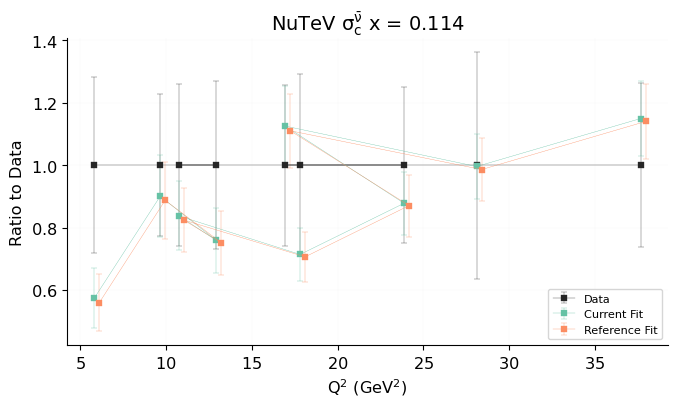 NuTeV σ_c^ν̄ x = 0.114
Ratio to Data
1.4
1.2
1.0
0.8
0.6
5 10 15 20 25 30 35
Q² (GeV²)
Data
Current Fit
Reference Fit